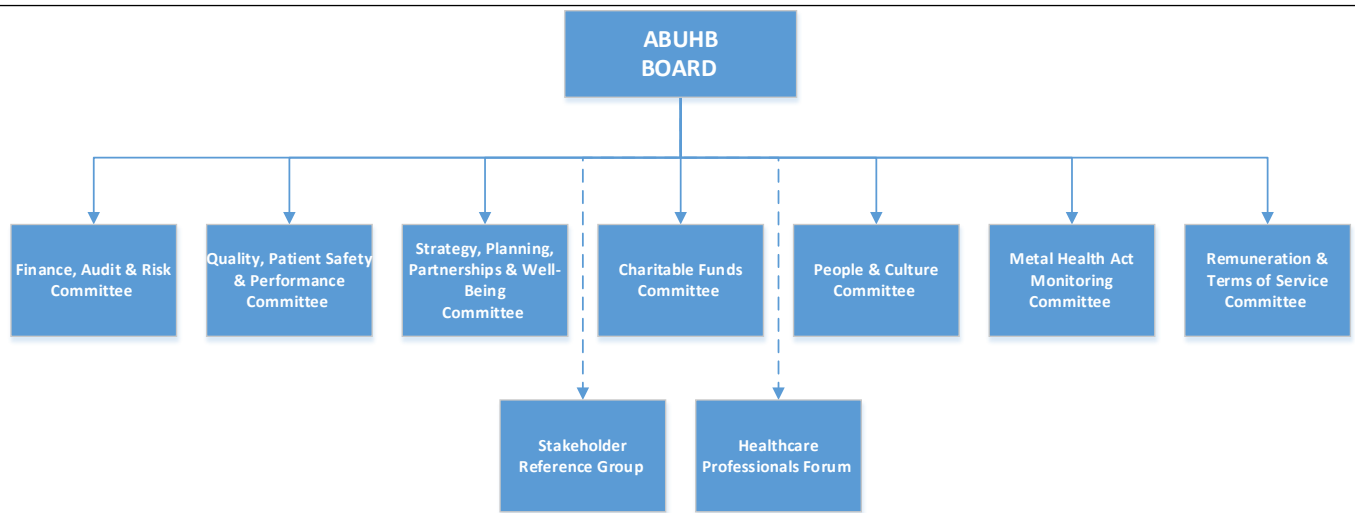 ABUHB
BOARD
Finance, Audit & Risk
Committee
Quality, Patient Safety
& Performance
Committee
Strategy, Planning,
Partnerships & Well-
Being
Committee
Charitable Funds
Committee
People & Culture
Committee
Metal Health Act
Monitoring
Committee
Remuneration &
Terms of Service
Committee
Stakeholder
Reference Group
Healthcare
Professionals Forum